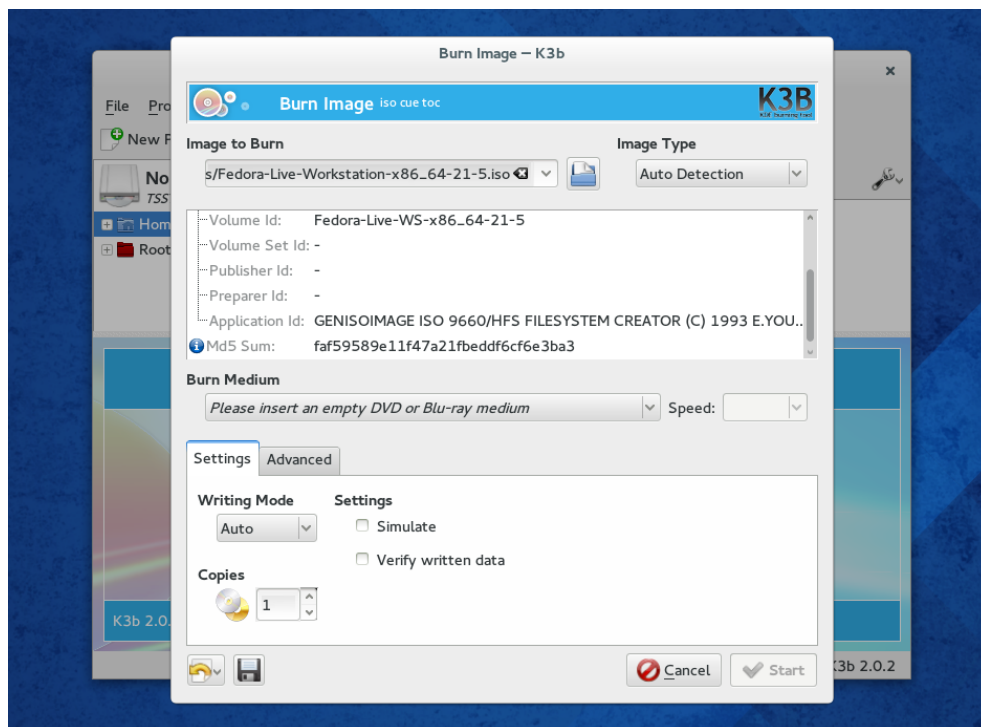 Burn Image — K3b
×
File Pro
Burn Image iso cue toc
K3B
New F
Image to Burn
Image Type
s/Fedora-Live-Workstation-x86_64-21-5.iso
Auto Detection
No
TSS
Hom
Root
Volume Id: Fedora-Live-WS-x86_64-21-5
Volume Set Id: -
Publisher Id: -
Preparer Id: -
Application Id: GENISOIMAGE ISO 9660/HFS FILESYSTEM CREATOR (C) 1993 E.YOU..
Md5 Sum: faf59589e11f47a21fbeddf6cf6e3ba3
Burn Medium
Please insert an empty DVD or Blu-ray medium
Speed:
Settings Advanced
Writing Mode
Settings
Auto
Simulate
Verify written data
Copies
1
K3b 2.0.
Cancel
Start
K3b 2.0.2